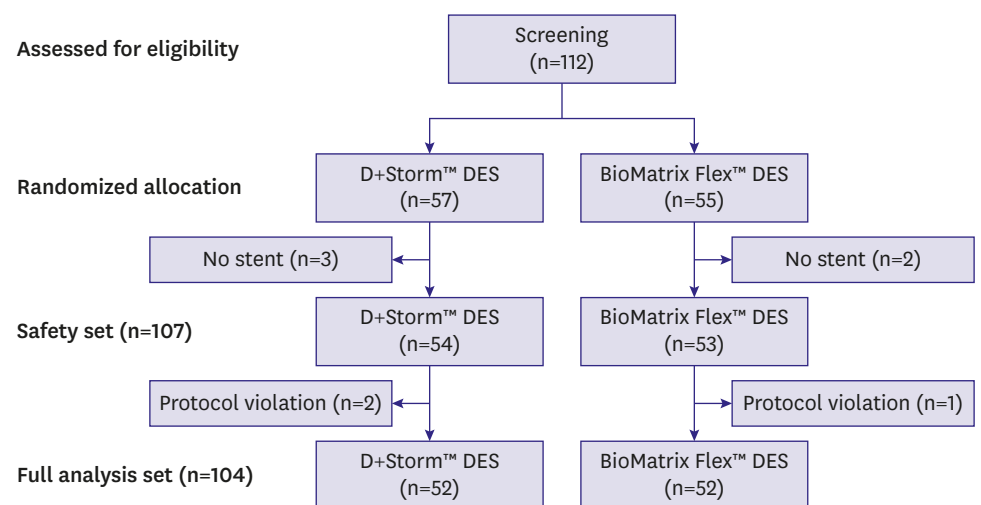 Assessed for eligibility
Screening
(n=112)
Randomized allocation
D+Storm™ DES
(n=57)
BioMatrix Flex™ DES
(n=55)
No stent (n=3)
No stent (n=2)
Safety set (n=107)
D+Storm™ DES
(n=54)
BioMatrix Flex™ DES
(n=53)
Protocol violation (n=2)
Protocol violation (n=1)
Full analysis set (n=104)
D+Storm™ DES
(n=52)
BioMatrix Flex™ DES
(n=52)